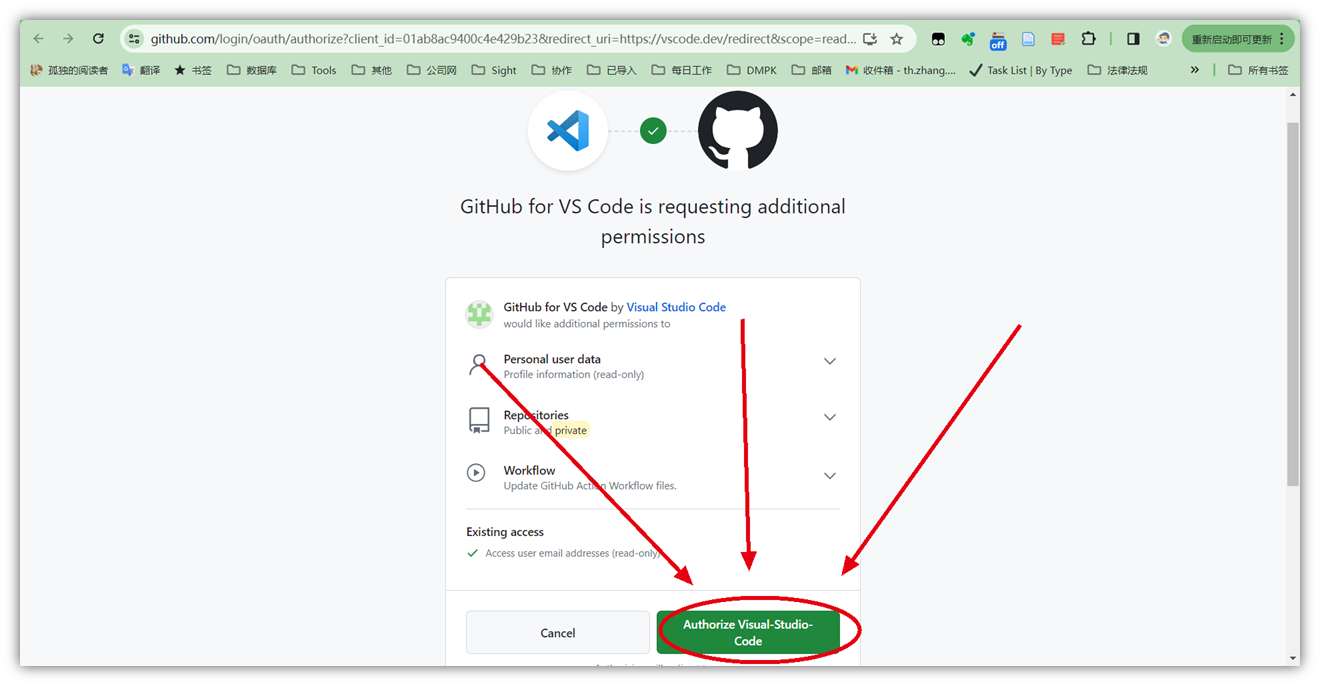 github.com/login/oauth/authorize?client_id=01ab8ac9400c4e429b23&redirect_uri=https://vscode.dev/redirect&scope=read...
off
重新启动即可更新
孤独的阅读者 翻译 书签 数据库 Tools 其他 公司网 Sight 协作 已导入 每日工作 DMPK 邮箱 收件箱 - th.zhang.... Task List | By Type 法律法规 » 所有书签
GitHub for VS Code is requesting additional
permissions
GitHub for VS Code by Visual Studio Code
would like additional permissions to
Personal user data
Profile information (read-only)
Repositories
Public and private
Workflow
Update GitHub Action Workflow files.
Existing access
Access user email addresses (read-only)
Cancel
Authorize Visual-Studio-
Code